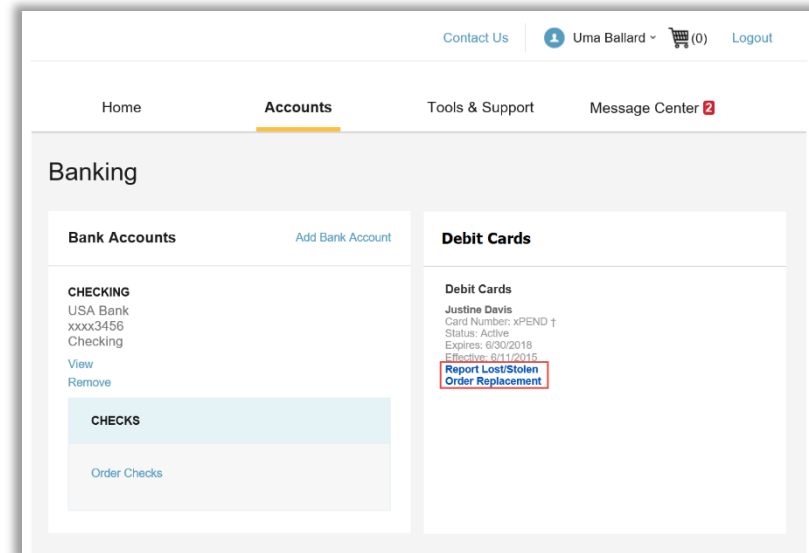 Contact Us
Uma Ballard
(0)
Logout
Home
Accounts
Tools & Support
Message Center 2
Banking
Bank Accounts
Add Bank Account
CHECKING
USA Bank
xxxx3456
Checking
View
Remove
CHECKS
Order Checks
Debit Cards
Debit Cards
Justine Davis
Card Number: xPEND †
Status: Active
Expires: 6/30/2018
Effective: 6/11/2015
Report Lost/Stolen
Order Replacement